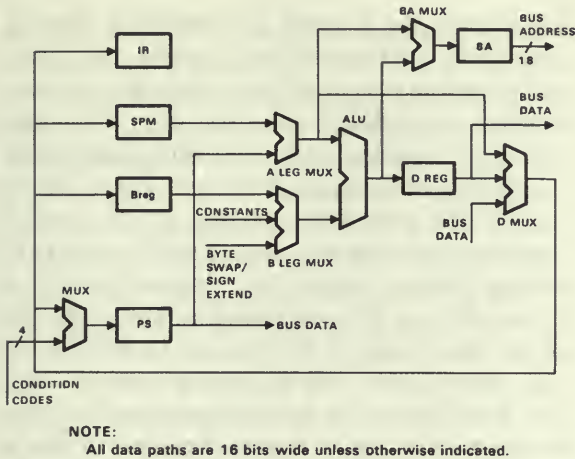 BA MUX
BUS
ADDRESS
IR
BA
18
SPM
ALU
BUS
DATA
A LEG MUX
Breg
D REG
CONSTANTS
BUS
DATA
D MUX
B LEG MUX
BYTE
SWAP/
SIGN
EXTEND
MUX
4
PS
BUS DATA
CONDITION
CODES
NOTE:
All data paths are 16 bits wide unless otherwise indicated.